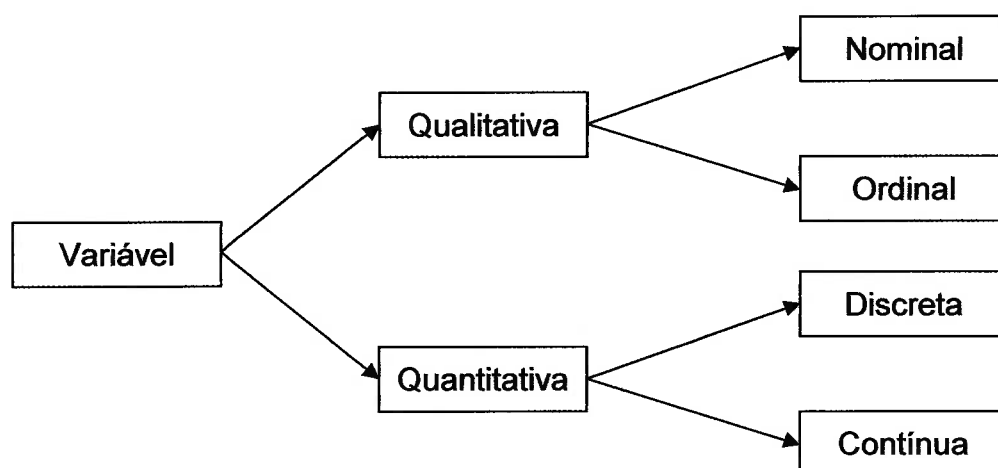 Nominal
Qualitativa
Ordinal
Variável
Discreta
Quantitativa
Contínua